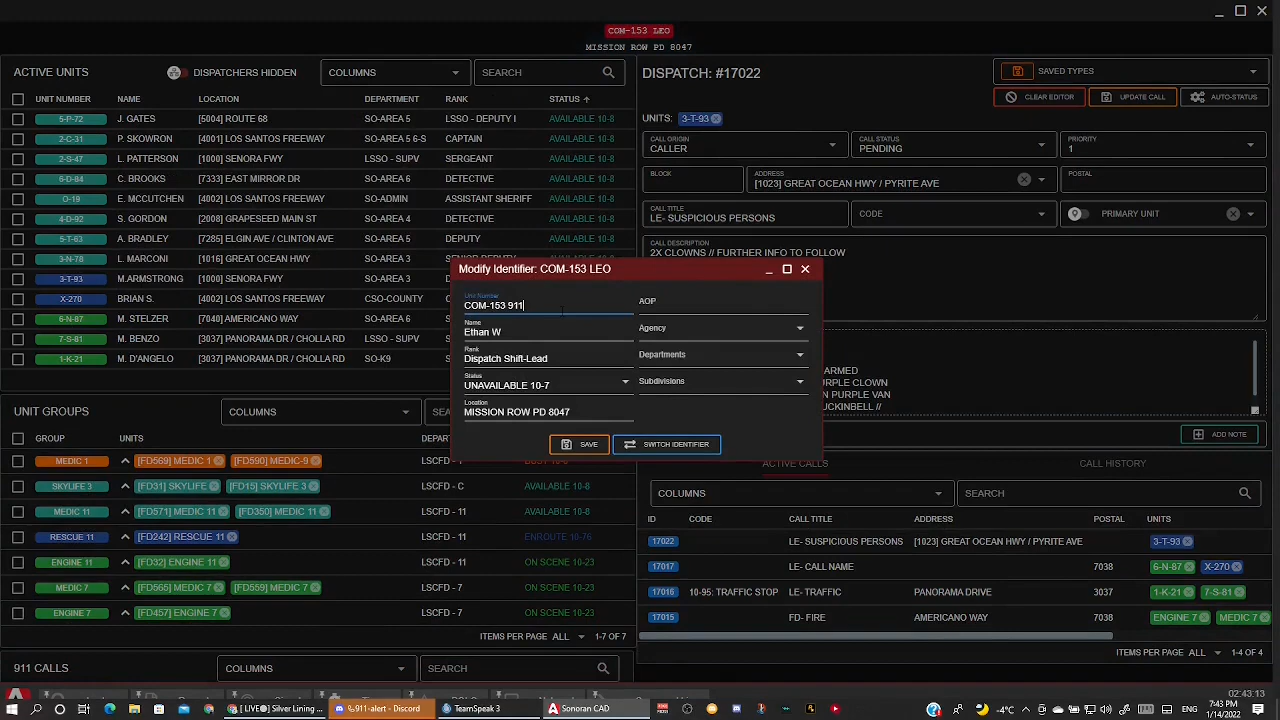 COM-153 LEO
MISSION ROW PD 8047
ACTIVE UNITS
DISPATCHERS HIDDEN
COLUMNS
SEARCH
UNIT NUMBER NAME LOCATION DEPARTMENT RANK STATUS
5-P-72 J. GATES [5004] ROUTE 68 SO-AREA 5 LSSO - DEPUTY I AVAILABLE 10-8
2-C-31 P. SKOWRON [4001] LOS SANTOS FREEWAY SO-AREA 5 6-S CAPTAIN AVAILABLE 10-8
2-S-47 L. PATTERSON [1000] SENORA FWY LSSO - SUPV SERGEANT AVAILABLE 10-8
6-D-84 C. BROOKS [7333] EAST MIRROR DR SO-AREA 6 DETECTIVE AVAILABLE 10-8
O-19 E. MCCUTCHEN [4002] LOS SANTOS FREEWAY SO-ADMIN ASSISTANT SHERIFF AVAILABLE 10-8
4-D-92 S. GORDON [2008] GRAPESEED MAIN ST SO-AREA 4 DETECTIVE AVAILABLE 10-8
5-T-63 A. BRADLEY [7285] ELGIN AVE / CLINTON AVE SO-AREA 5 DEPUTY AVAILABLE 10-8
3-N-78 L. MARCONI [1016] GREAT OCEAN HWY SO-AREA 3
3-T-93 M.ARMSTRONG [1000] SENORA FWY SO-AREA 3
X-270 BRIAN S. [4002] LOS SANTOS FREEWAY CSO-COUNTY
6-N-87 M. STELZER [7040] AMERICANO WAY SO-AREA 6
7-S-81 M. BENZO [3037] PANORAMA DR / CHOLLA RD LSSO - SUPV
1-K-21 M. D'ANGELO [3037] PANORAMA DR / CHOLLA RD SO-K9
UNIT GROUPS
COLUMNS
GROUP UNITS
MEDIC 1 [FD569] MEDIC 1 [FD590] MEDIC-9
SKYLIFE 3 [FD31] SKYLIFE [FD15] SKYLIFE 3 LSCFD - C AVAILABLE 10-8
MEDIC 11 [FD571] MEDIC 11 [FD350] MEDIC 11 LSCFD - 11 AVAILABLE 10-8
RESCUE 11 [FD242] RESCUE 11 LSCFD - 11 ENROUTE 10-76
ENGINE 11 [FD32] ENGINE 11 LSCFD - 11 ON SCENE 10-23
MEDIC 7 [FD565] MEDIC 7 [FD559] MEDIC 7 LSCFD - 7 ON SCENE 10-23
ENGINE 7 [FD457] ENGINE 7 LSCFD - 7 ON SCENE 10-23
ITEMS PER PAGE ALL 1-7 OF 7
911 CALLS
COLUMNS
SEARCH
DISPATCH: #17022
SAVED TYPES
CLEAR EDITOR
UPDATE CALL
AUTO-STATUS
UNITS: 3-T-93
CALL ORIGIN
CALLER
CALL STATUS
PENDING
PRIORITY
1
BLOCK
ADDRESS
[1023] GREAT OCEAN HWY / PYRITE AVE
POSTAL
CALL TITLE
LE- SUSPICIOUS PERSONS
CODE
PRIMARY UNIT
CALL DESCRIPTION
2X CLOWNS // FURTHER INFO TO FOLLOW
PURPLE VAN
ADD NOTE
Modify Identifier: COM-153 LEO
Unit Number
COM-153 911
AOP
Name
Ethan W
Agency
Rank
Dispatch Shift-Lead
Departments
Status
UNAVAILABLE 10-7
Subdivisions
Location
MISSION ROW PD 8047
SAVE
SWITCH IDENTIFIER
ACTIVE CALLS
CALL HISTORY
COLUMNS
SEARCH
ID CODE CALL TITLE ADDRESS POSTAL UNITS
17022 LE- SUSPICIOUS PERSONS [1023] GREAT OCEAN HWY / PYRITE AVE 3-T-93
17017 LE- CALL NAME 7038 6-N-87 X-270
17016 10-95: TRAFFIC STOP LE- TRAFFIC PANORAMA DRIVE 3037 1-K-21 7-S-81
17015 FD- FIRE AMERICANO WAY 7038 ENGINE 7 MEDIC 7
ITEMS PER PAGE ALL 1-4 OF 4
02:43:13
[LIVE] Silver Lining ...
911-alert - Discord
TeamSpeak 3
Sonoran CAD
-4°C
7:43 PM
1/14/2022